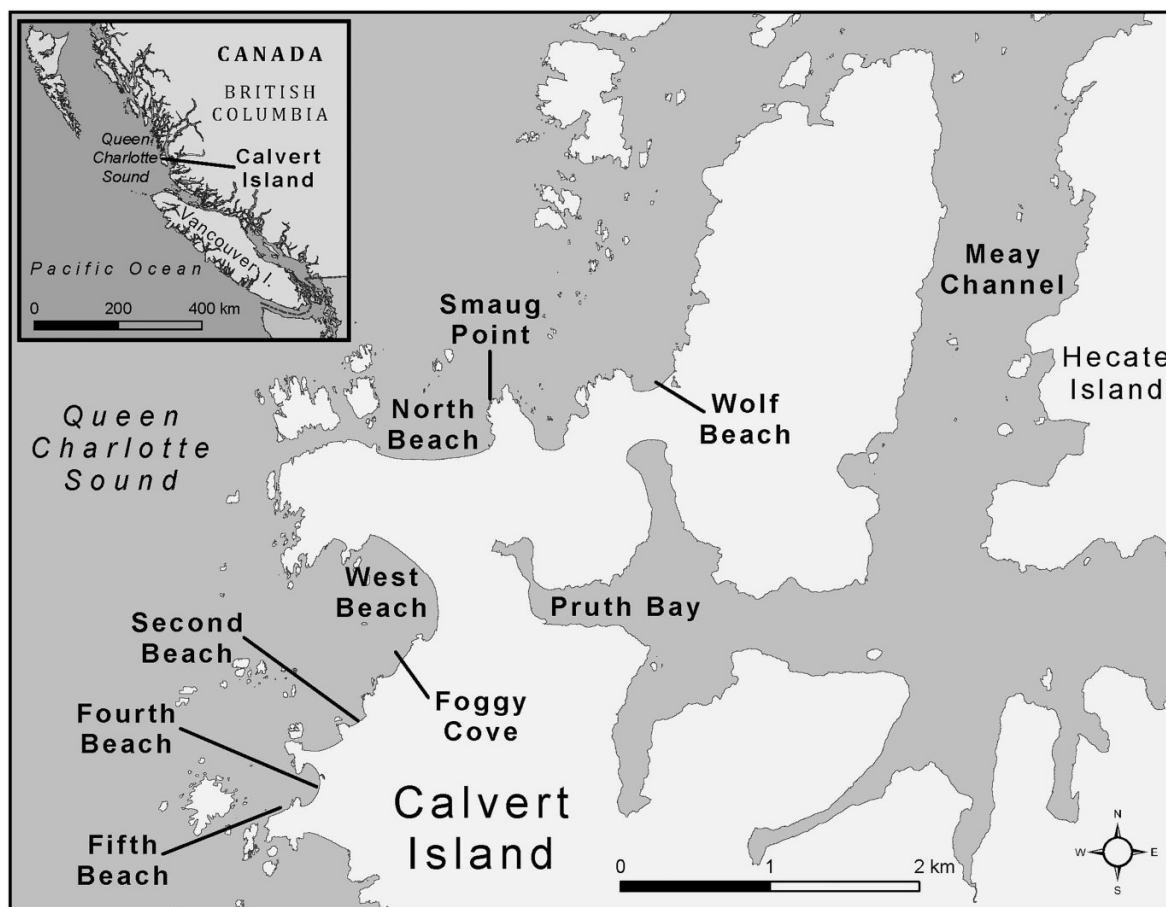 CANADA
BRITISH
COLUMBIA
Queen
Charlotte
Sound
Calvert
Island
Vancouver I.
Pacific Ocean
0 200 400 km
Smaug
Point
Meay
Channel
Hecate
Island
Queen
Charlotte
Sound
North
Beach
Wolf
Beach
West
Beach
Pruth Bay
Second
Beach
Foggy
Cove
Fourth
Beach
Calvert
Island
Fifth
Beach
0 1 2 km
N
W E
S